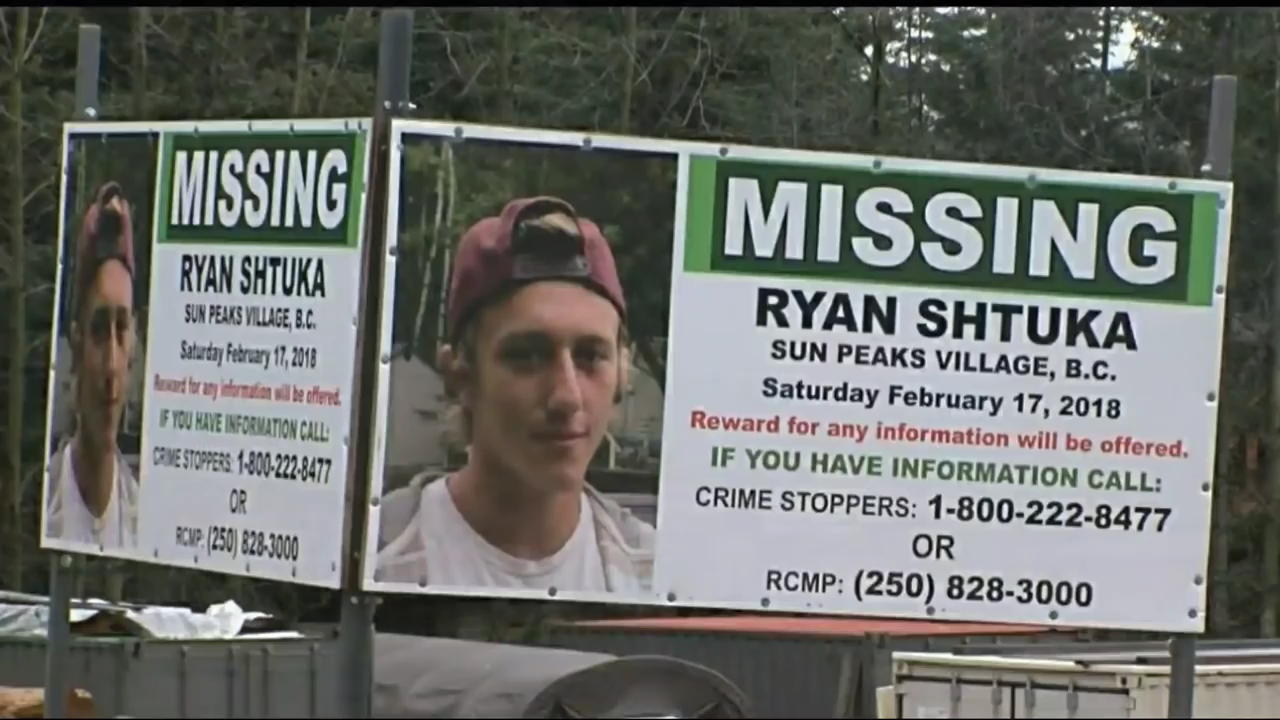 MISSING
RYAN SHTUKA
SUN PEAKS VILLAGE, B.C.
Saturday February 17, 2018
Reward for any information will be offered.
IF YOU HAVE INFORMATION CALL:
CRIME STOPPERS: 1-800-222-8477
OR
RCMP: (250) 828-3000
MISSING
RYAN SHTUKA
SUN PEAKS VILLAGE, B.C.
Saturday February 17, 2018
Reward for any information will be offered.
IF YOU HAVE INFORMATION CALL:
CRIME STOPPERS: 1-800-222-8477
OR
RCMP: (250) 828-3000